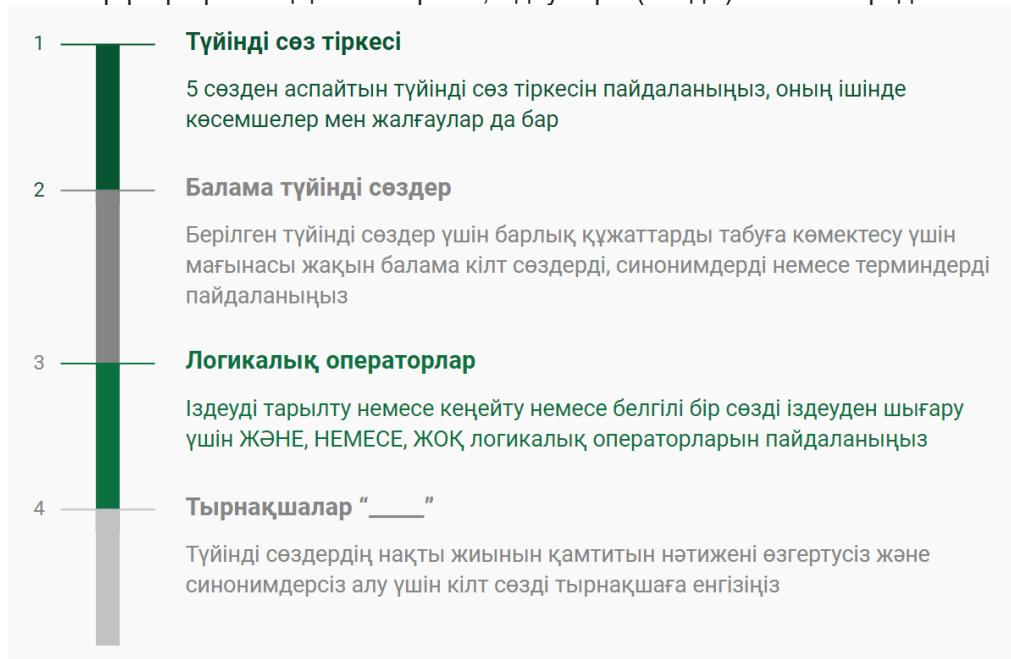 1 Түйінді сөз тіркесі
5 сөзден аспайтын түйінді сөз тіркесін пайдаланыңыз, оның ішінде
көсемшелер мен жалғаулар да бар
2 Балама түйінді сөздер
Берілген түйінді сөздер үшін барлық құжаттарды табуға көмектесу үшін
мағынасы жақын балама кілт сөздерді, синонимдерді немесе терминдерді
пайдаланыңыз
3 Логикалық операторлар
Іздеуді тарылту немесе кеңейту немесе белгілі бір сөзді іздеуден шығару
үшін ЖӘНЕ, НЕМЕСЕ, ЖОҚ логикалық операторларын пайдаланыңыз
4 Тырнақшалар “_____”
Түйінді сөздердің нақты жиынын қамтитын нәтижені өзгертусіз және
синонимдерсіз алу үшін кілт сөзді тырнақшаға енгізіңіз